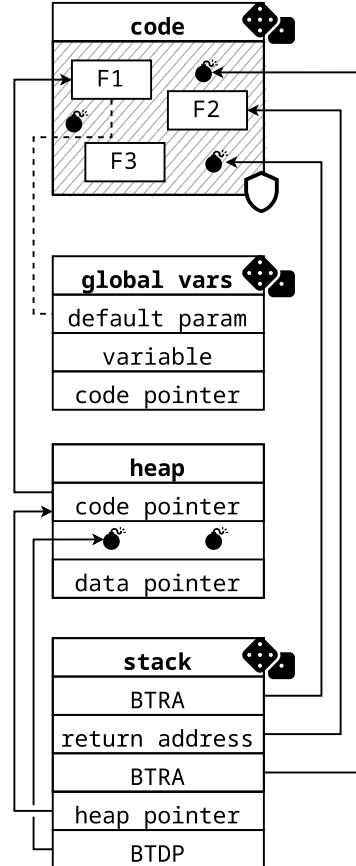 code
F1
F2
F3
global vars
default param
variable
code pointer
heap
code pointer
data pointer
stack
BTRA
return address
BTRA
heap pointer
BTDP